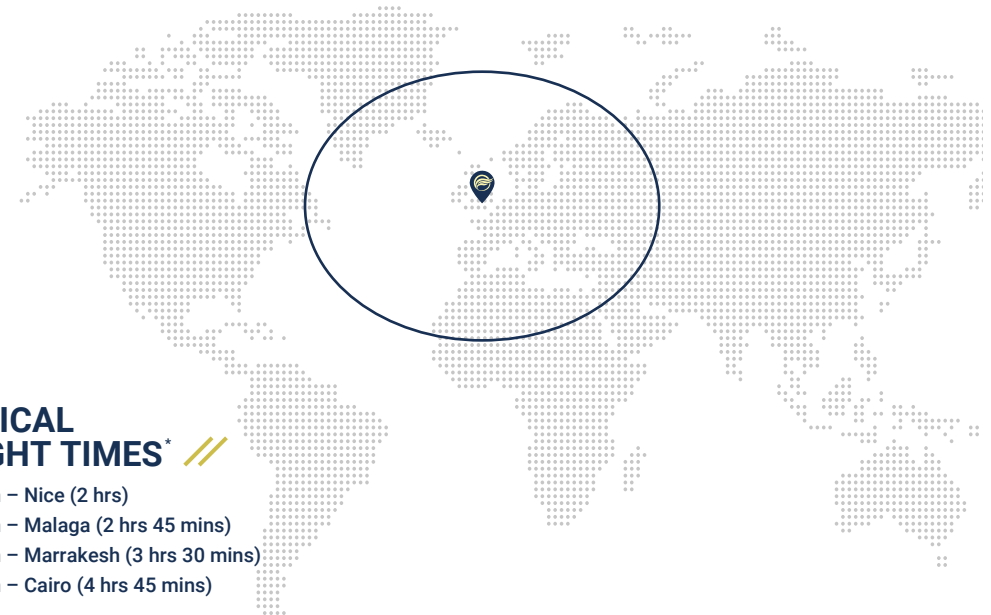 ICAL
GHT TIMES*
– Nice (2 hrs)
– Malaga (2 hrs 45 mins)
– Marrakesh (3 hrs 30 mins)
– Cairo (4 hrs 45 mins)